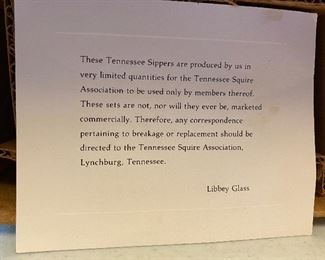 These Tennessee Sippers are produced by us in
very limited quantities for the Tennessee Squire
Association to be used only by members thereof.
These sets are not, nor will they ever be, marketed
commercially. Therefore, any correspondence
pertaining to breakage or replacement should be
directed to the Tennessee Squire Association,
Lynchburg, Tennessee.
Libbey Glass